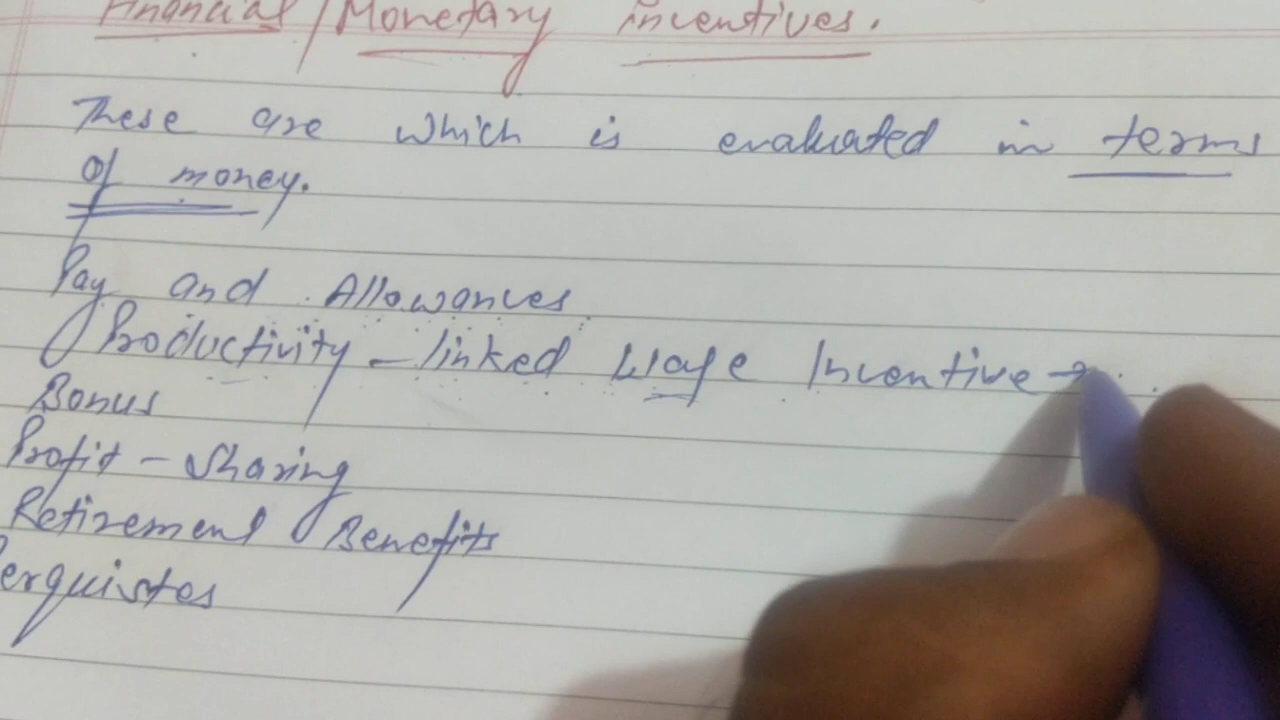 Financial/Monetary incentives.
These are which is evaluated in terms
of money.
Pay and Allowances
Productivity-linked Wage Incentive →
Bonus
Profit-Sharing
Retirement Benefits
erquistes